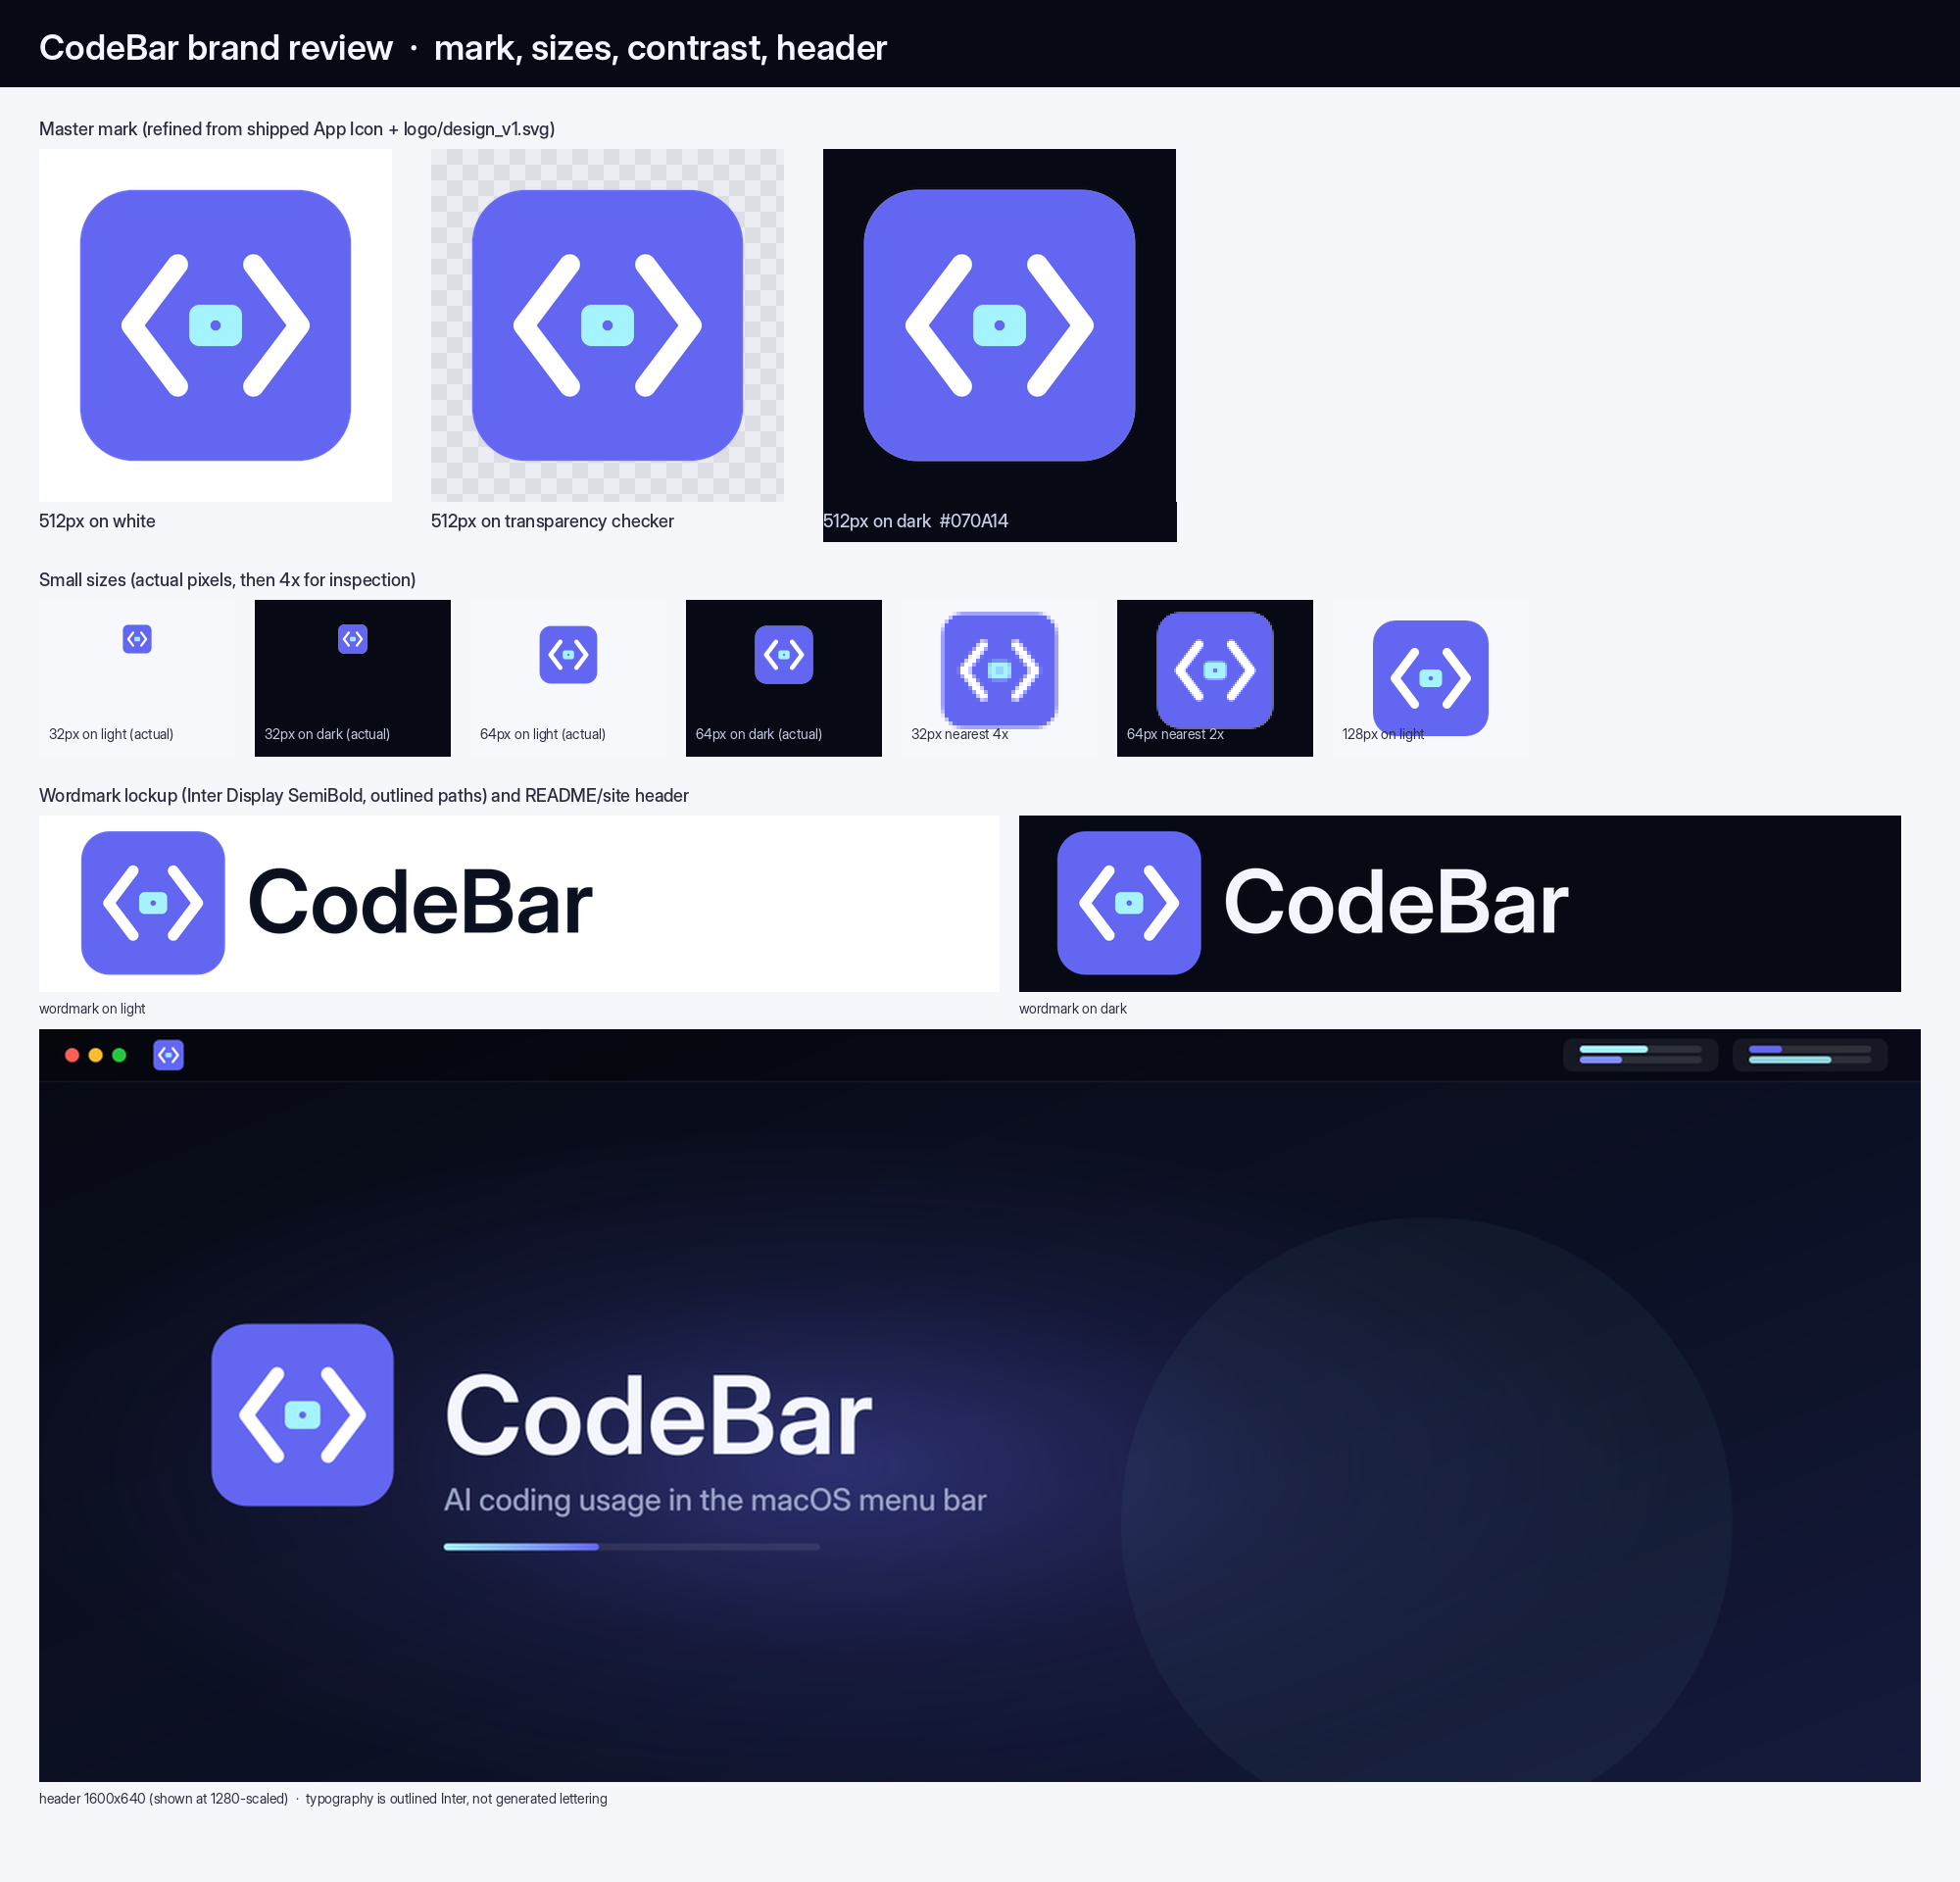 CodeBar brand review · mark, sizes, contrast, header
Master mark (refined from shipped App Icon + logo/design_v1.svg)
512px on white
512px on transparency checker
512px on dark #070A14
Small sizes (actual pixels, then 4x for inspection)
32px on light (actual)
32px on dark (actual)
64px on light (actual)
64px on dark (actual)
32px nearest 4x
64px nearest 2x
128px on light
Wordmark lockup (Inter Display SemiBold, outlined paths) and README/site header
CodeBar
CodeBar
wordmark on light
wordmark on dark
CodeBar
AI coding usage in the macOS menu bar
header 1600x640 (shown at 1280-scaled) · typography is outlined Inter, not generated lettering